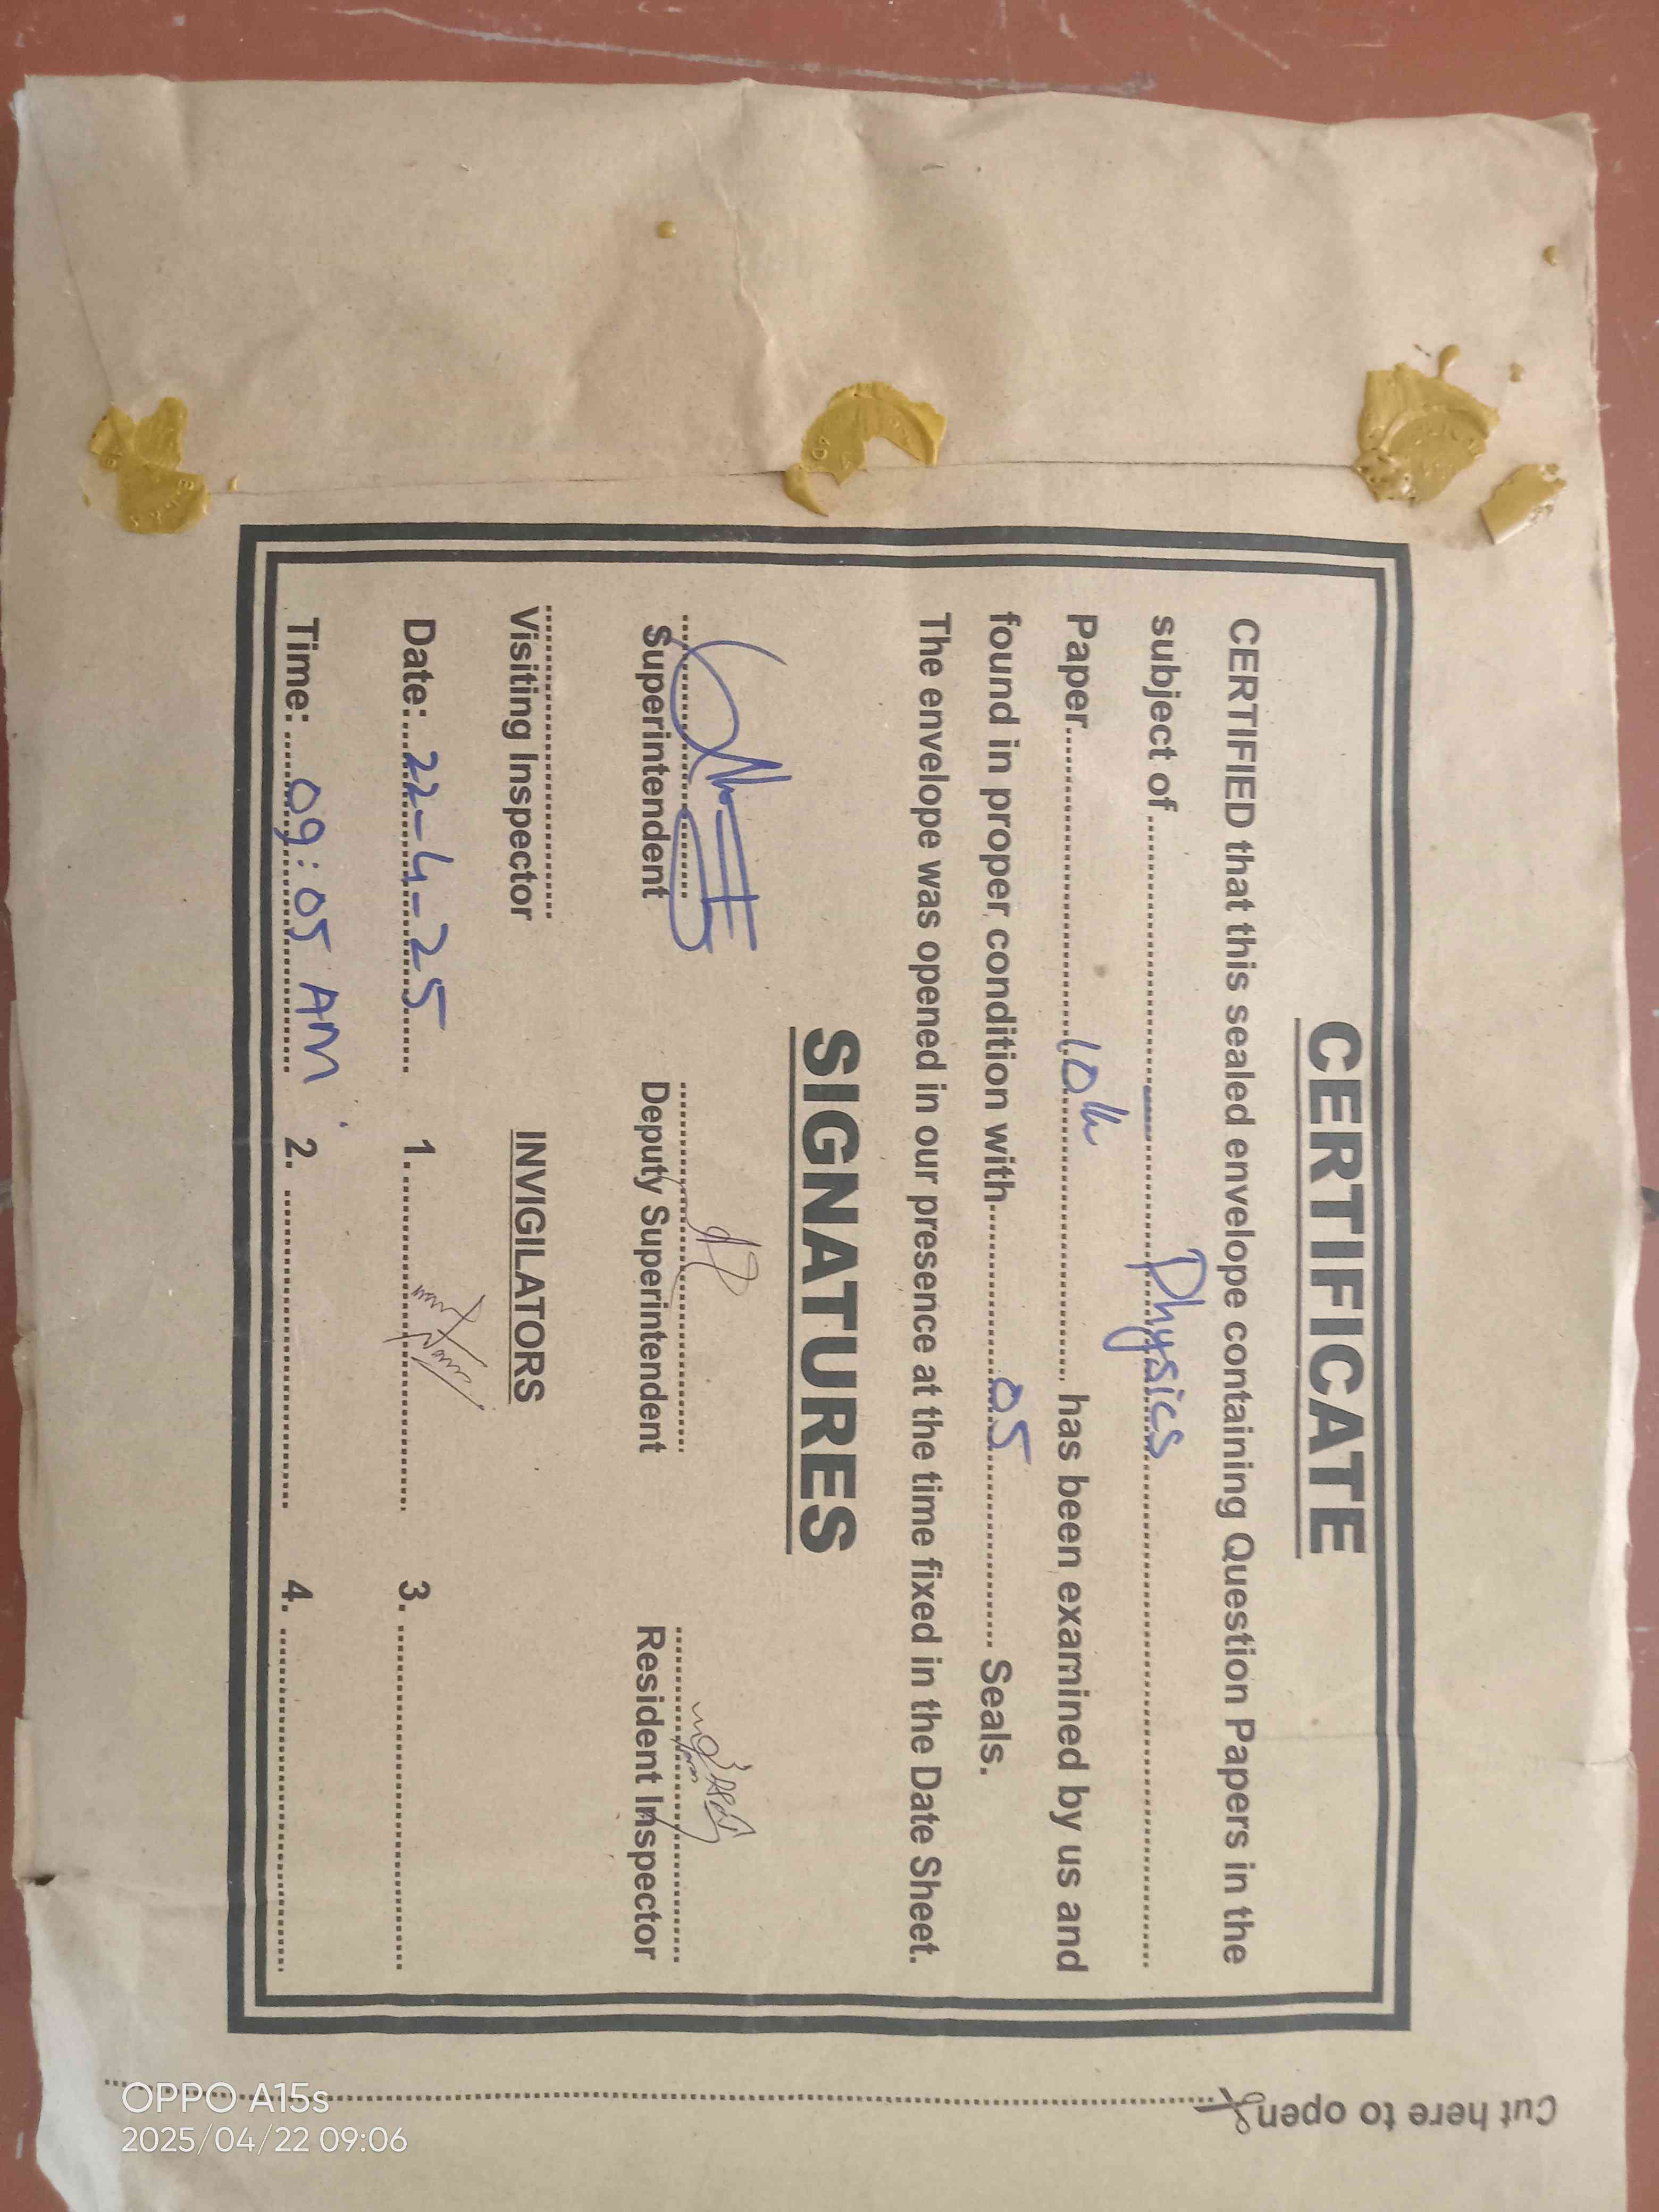 CERTIFICATE
CERTIFIED that this sealed envelope containing Question Papers in the
subject of ........................ Physics ........................
Paper ........................ 10th ........................ has been examined by us and
found in proper condition with ............ 05 ............ Seals.
The envelope was opened in our presence at the time fixed in the Date Sheet.
SIGNATURES
Superintendent Deputy Superintendent Resident Inspector
Visiting Inspector
INVIGILATORS
Date: 22-4-25 1. 3.
Time: 09:05 AM 2. 4.
Cut here to open
OPPO A15s
2025/04/22 09:06